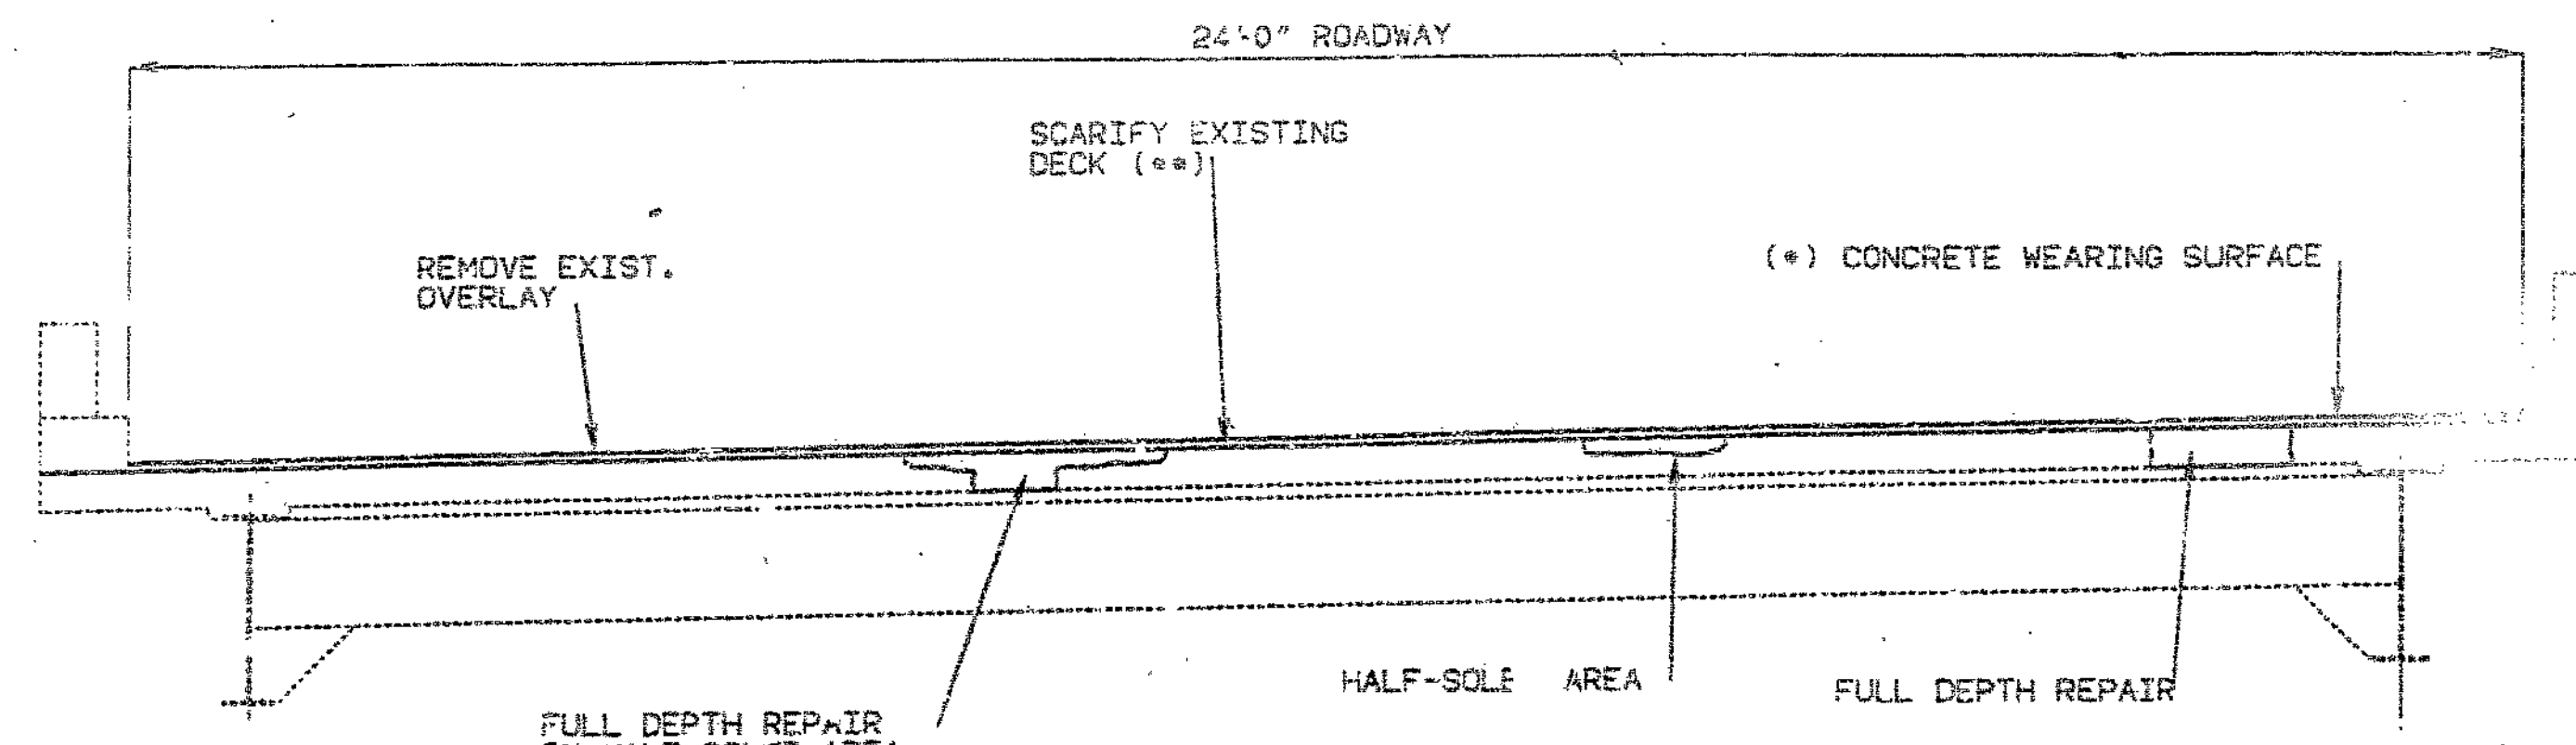 24'-0" ROADWAY
SCARIFY EXISTING
DECK (**)
REMOVE EXIST.
OVERLAY
(*) CONCRETE WEARING SURFACE
HALF-SOLE AREA
FULL DEPTH REPAIR
FULL DEPTH REPAIR